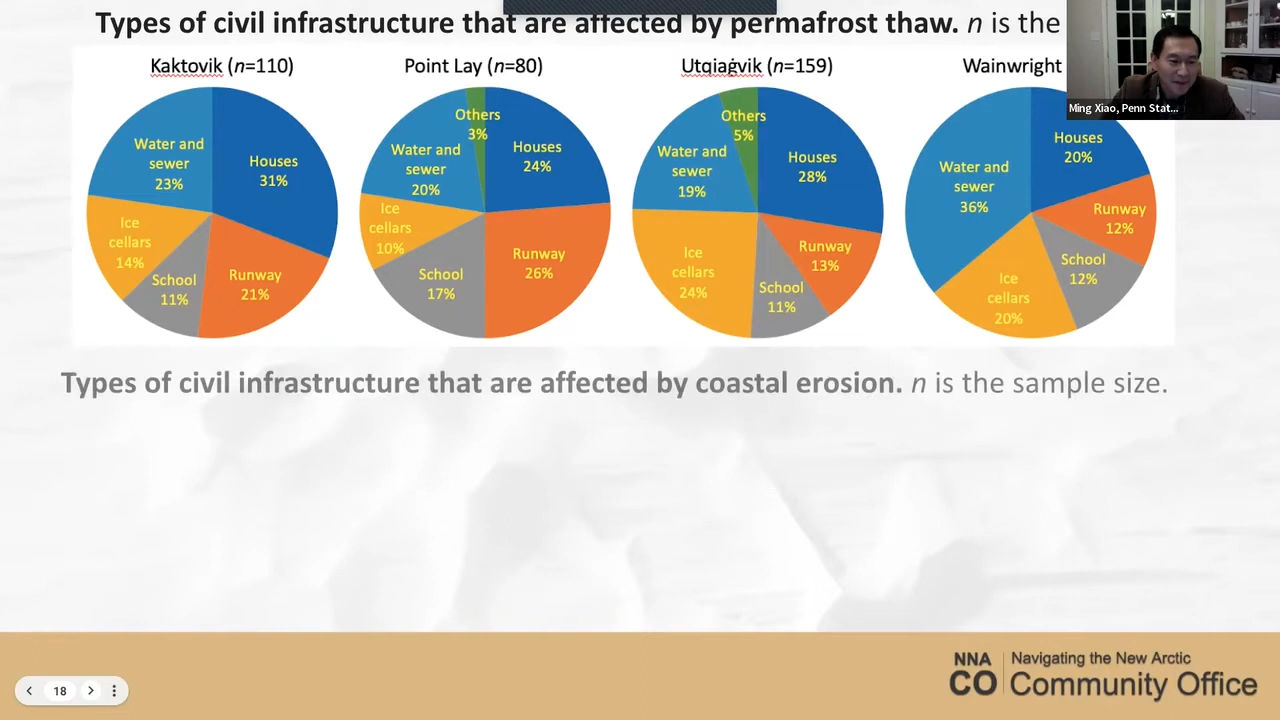 Types of civil infrastructure that are affected by permafrost thaw. n is the
Kaktovik (n=110)
Houses
31%
Runway
21%
School
11%
Ice
cellars
14%
Water and
sewer
23%
Point Lay (n=80)
Houses
24%
Runway
26%
School
17%
Ice
cellars
10%
Water and
sewer
20%
Others
3%
Utqiaġvik (n=159)
Houses
28%
Runway
13%
School
11%
Ice
cellars
24%
Water and
sewer
19%
Others
5%
Wainwright
Houses
20%
Runway
12%
School
12%
Ice
cellars
20%
Water and
sewer
36%
Ming Xiao, Penn Stat...
Types of civil infrastructure that are affected by coastal erosion. n is the sample size.
18
NNA
CO
Navigating the New Arctic
Community Office